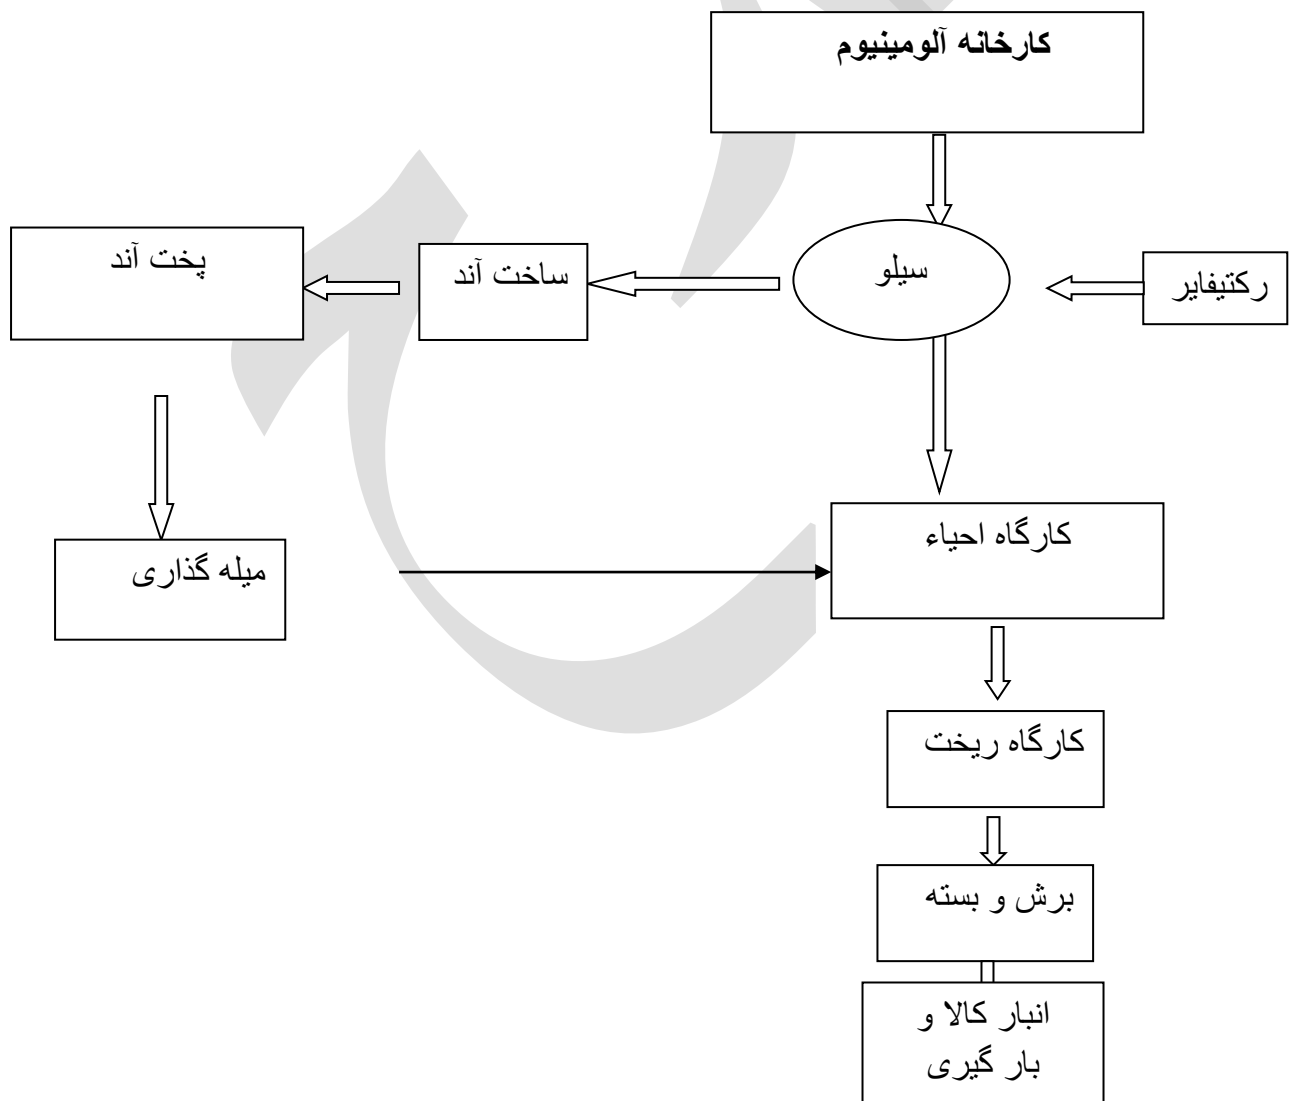 کارخانه آلومینیوم
رکتیفایر
سیلو
ساخت آند
پخت آند
میله گذاری
کارگاه احیاء
کارگاه ریخت
برش و بسته
انبار کالا و
بار گیری